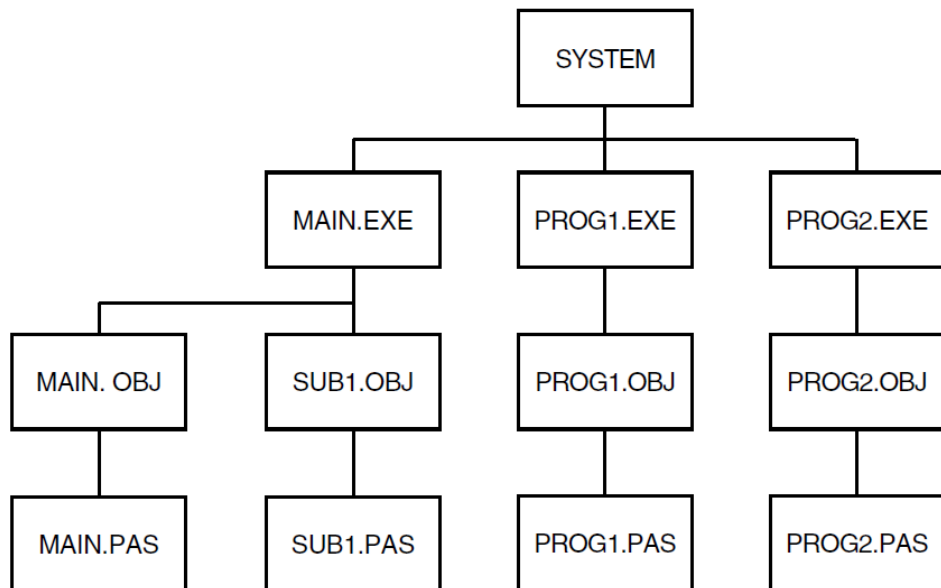 SYSTEM
MAIN.EXE
PROG1.EXE
PROG2.EXE
MAIN. OBJ
SUB1.OBJ
PROG1.OBJ
PROG2.OBJ
MAIN.PAS
SUB1.PAS
PROG1.PAS
PROG2.PAS